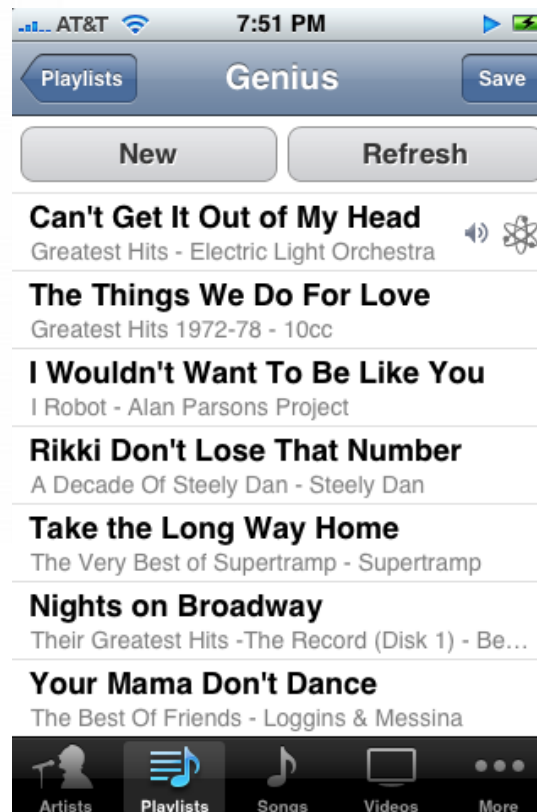 AT&T 7:51 PM
Playlists Genius Save
New Refresh
Can't Get It Out of My Head
Greatest Hits - Electric Light Orchestra
The Things We Do For Love
Greatest Hits 1972-78 - 10cc
I Wouldn't Want To Be Like You
I Robot - Alan Parsons Project
Rikki Don't Lose That Number
A Decade Of Steely Dan - Steely Dan
Take the Long Way Home
The Very Best of Supertramp - Supertramp
Nights on Broadway
Their Greatest Hits -The Record (Disk 1) - Be…
Your Mama Don't Dance
The Best Of Friends - Loggins & Messina
Artists Playlists Songs Videos More